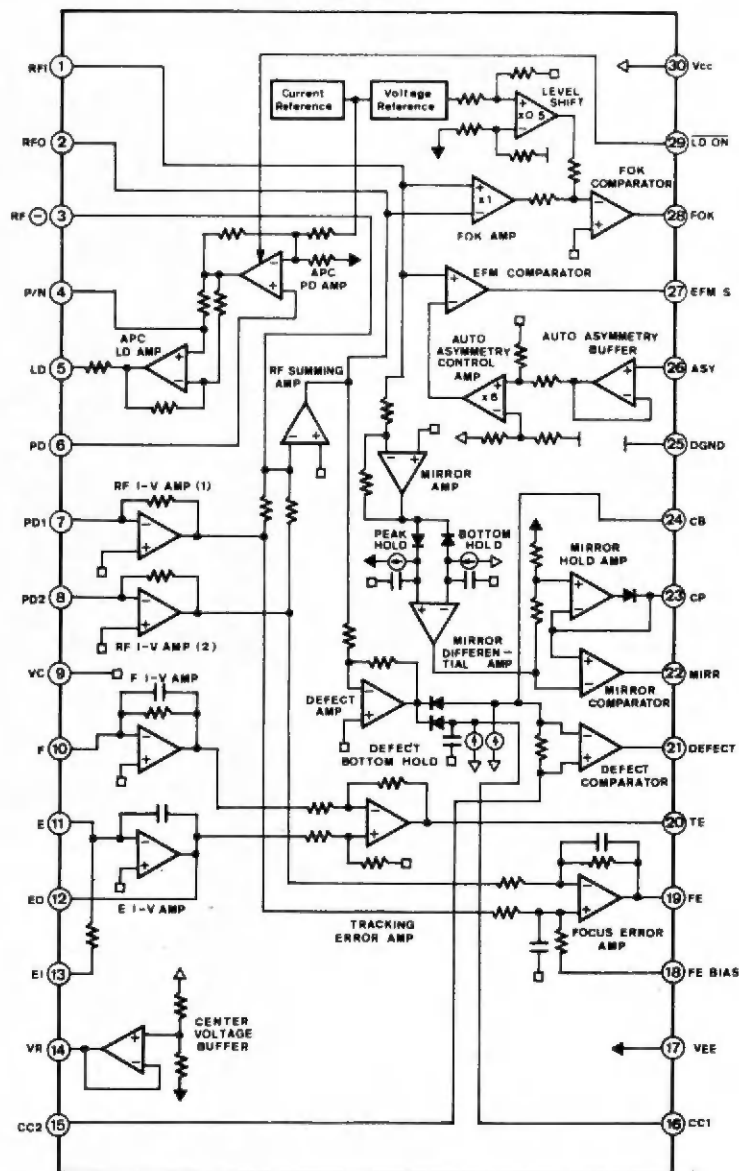 RFI 1
30 Vcc
Current
Reference
Voltage
Reference
LEVEL
SHIFT
+
x0.5
−
RFO 2
29 LD ON
FOK
COMPARATOR
+
x1
−
FOK AMP
−
+
28 FOK
RF ⊖ 3
−
+
APC
PD AMP
P/N 4
+
−
EFM COMPARATOR
27 EFM S
APC
LD AMP
+
−
LD 5
RF SUMMING
AMP
− +
AUTO
ASYMMETRY
CONTROL
AMP
+
x6
−
AUTO ASYMMETRY
BUFFER
+
−
26 ASY
PD 6
− +
MIRROR
AMP
25 DGND
RF I-V AMP (1)
PD1 7
−
+
24 CB
PEAK
HOLD
BOTTOM
HOLD
MIRROR
HOLD AMP
+
−
23 CP
PD2 8
−
+
RF I-V AMP (2)
+ −
MIRROR
DIFFEREN-
TIAL AMP
+
−
22 MIRR
MIRROR
COMPARATOR
VC 9
F I-V AMP
DEFECT
AMP
−
+
F 10
−
+
DEFECT
BOTTOM HOLD
−
+
21 DEFECT
DEFECT
COMPARATOR
E 11
−
+
−
+
20 TE
EO 12
E I-V AMP
−
+
19 FE
TRACKING
ERROR AMP
FOCUS ERROR
AMP
EI 13
18 FE BIAS
VR 14
+
−
CENTER
VOLTAGE
BUFFER
17 VEE
CC2 15
16 CC1